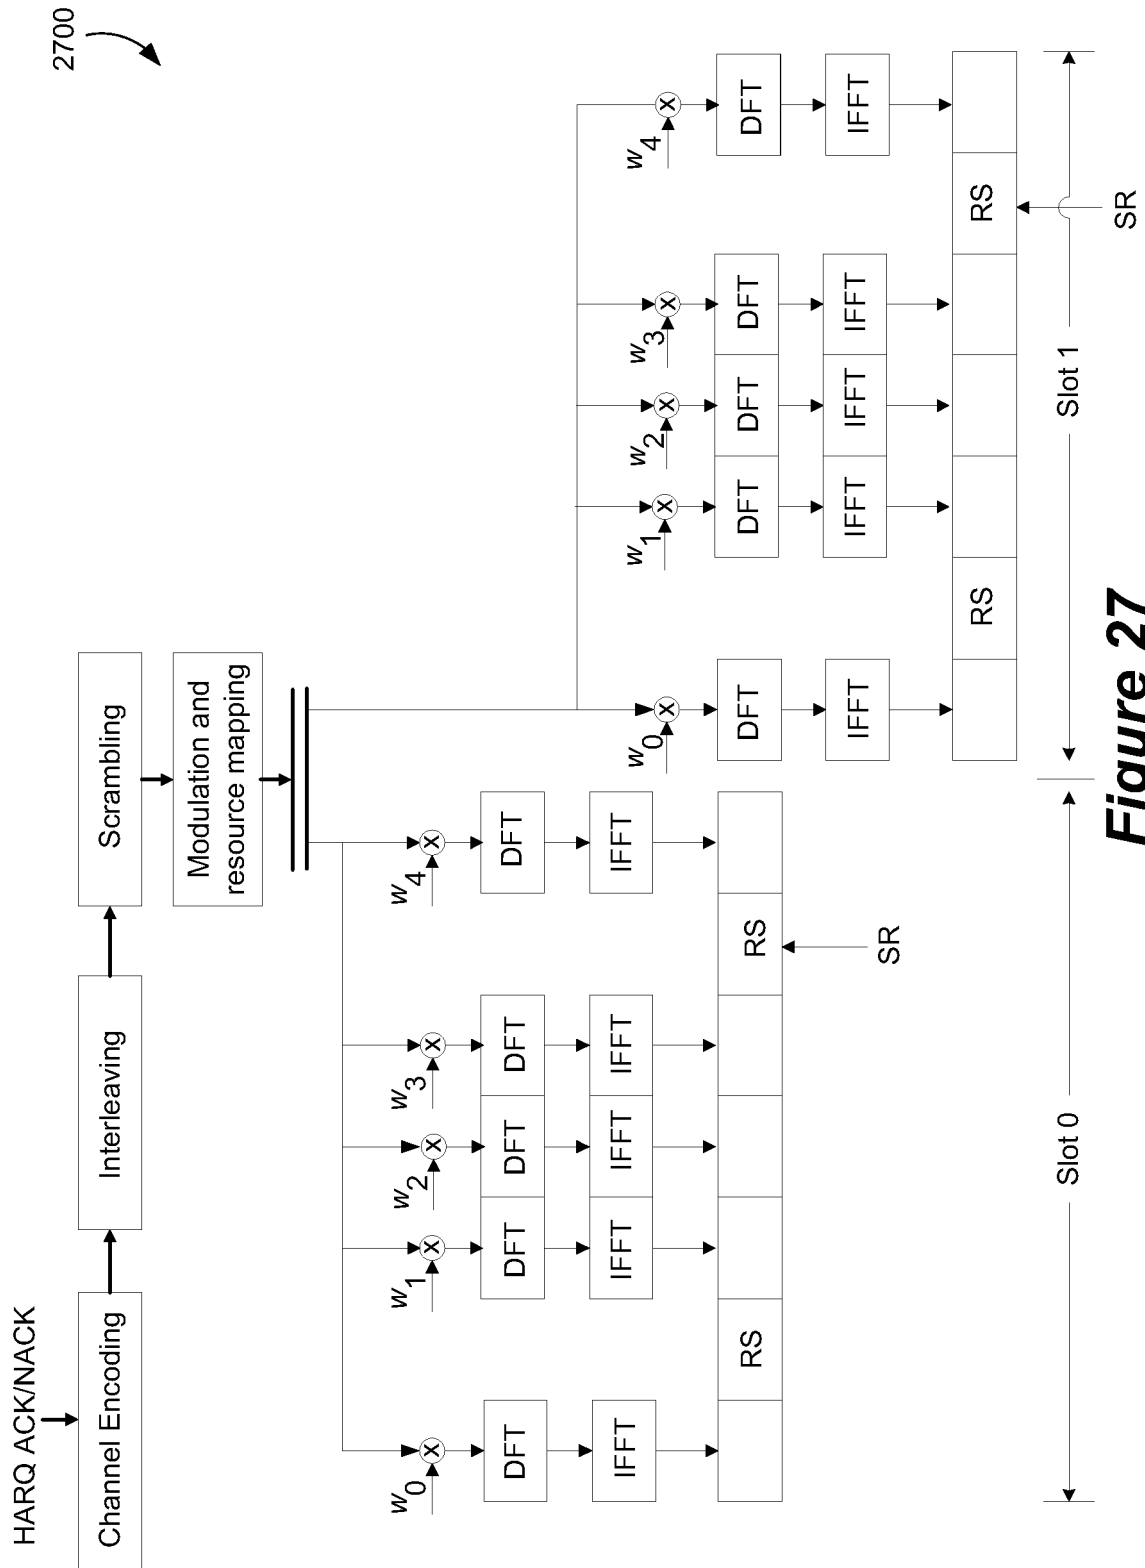 2700
HARQ ACK/NACK
Channel Encoding
Interleaving
Scrambling
Modulation and
resource mapping
w0
w1
w2
w3
w4
DFT
DFT
DFT
DFT
DFT
IFFT
IFFT
IFFT
IFFT
IFFT
RS
RS
SR
Slot 0
w0
w1
w2
w3
w4
DFT
DFT
DFT
DFT
DFT
IFFT
IFFT
IFFT
IFFT
IFFT
RS
RS
SR
Slot 1
X
X
X
X
X
X
X
X
X
X
Figure 27